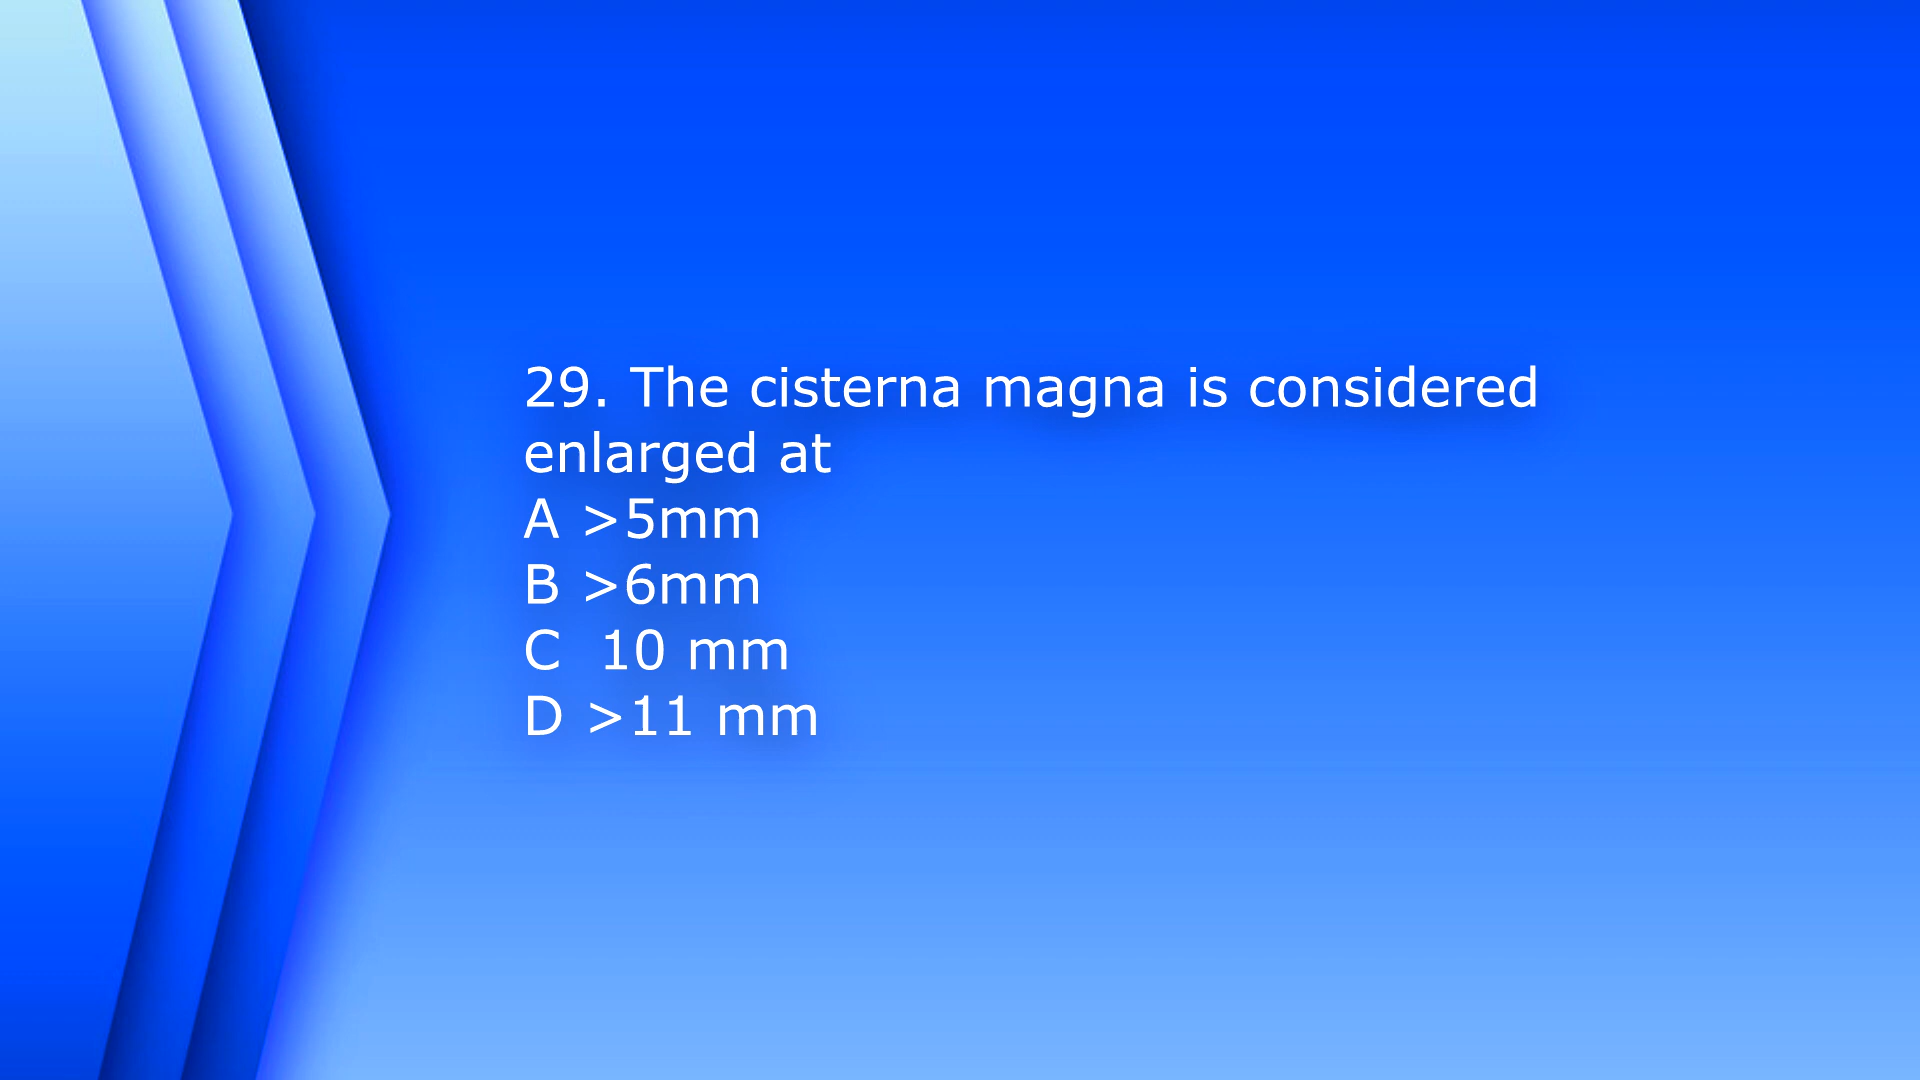 29. The cisterna magna is considered
enlarged at
A >5mm
B >6mm
C  10 mm
D >11 mm